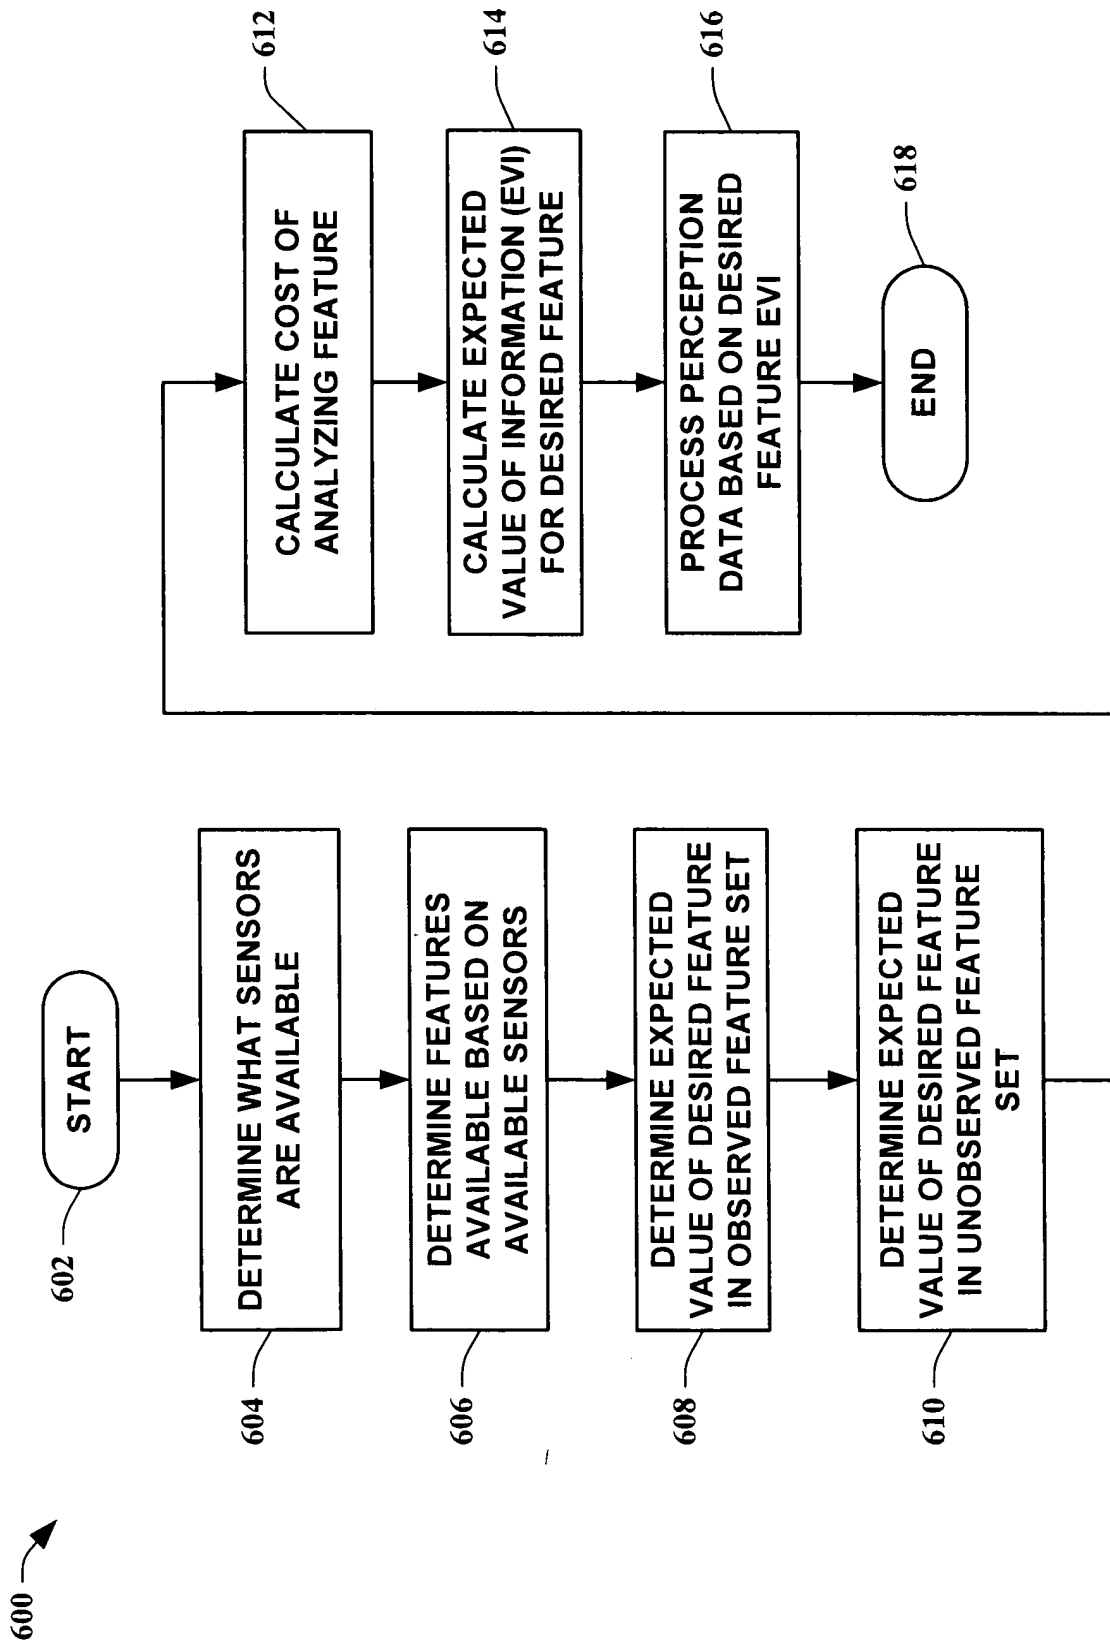 600
START
602
DETERMINE WHAT SENSORS
ARE AVAILABLE
604
DETERMINE FEATURES
AVAILABLE BASED ON
AVAILABLE SENSORS
606
DETERMINE EXPECTED
VALUE OF DESIRED FEATURE
IN OBSERVED FEATURE SET
608
DETERMINE EXPECTED
VALUE OF DESIRED FEATURE
IN UNOBSERVED FEATURE
SET
610
CALCULATE COST OF
ANALYZING FEATURE
612
CALCULATE EXPECTED
VALUE OF INFORMATION (EVI)
FOR DESIRED FEATURE
614
PROCESS PERCEPTION
DATA BASED ON DESIRED
FEATURE EVI
616
END
618